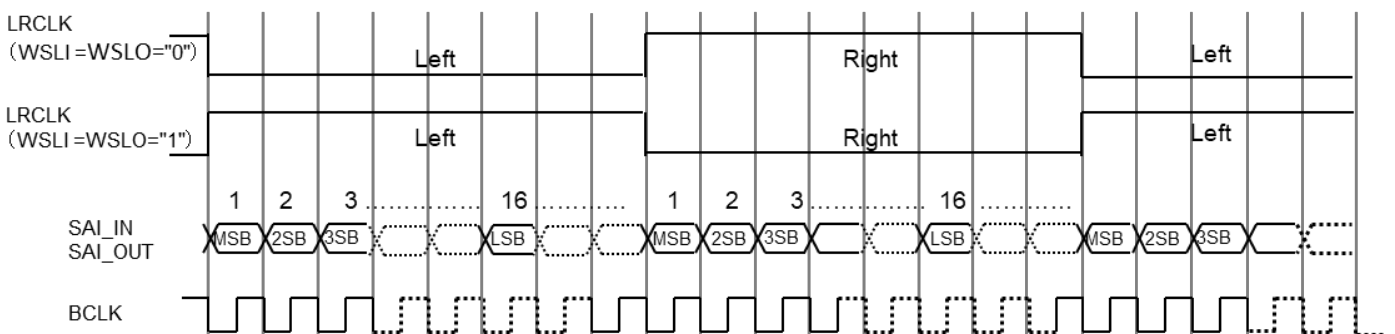 LRCLK
(WSLI =WSLO="0")
Left
Right
Left
LRCLK
(WSLI =WSLO="1")
Left
Right
Left
1 2 3 ................ 16 ............... 1 2 3 ................ 16 ...............
SAI_IN
SAI_OUT
MSB 2SB 3SB LSB MSB 2SB 3SB LSB MSB 2SB 3SB
BCLK